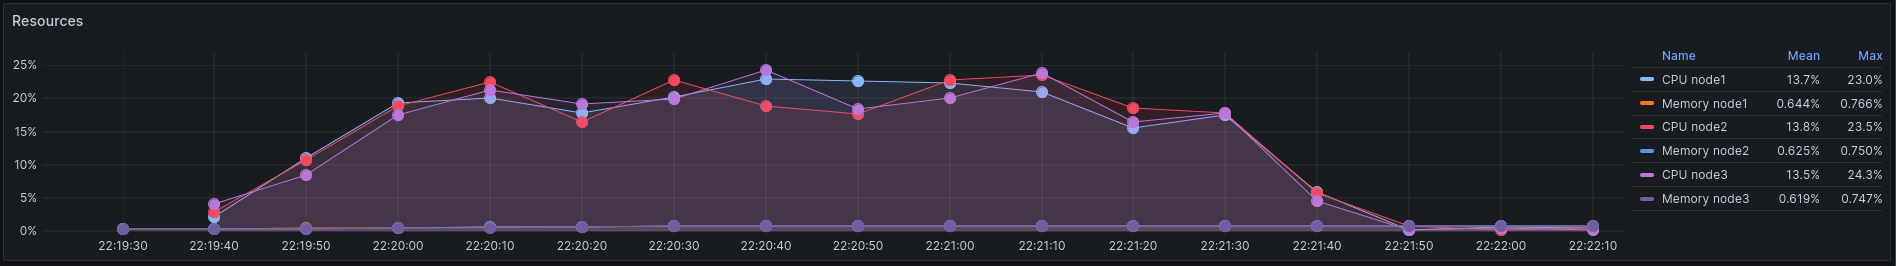 Resources
25%
20%
15%
10%
5%
0%
22:19:30 22:19:40 22:19:50 22:20:00 22:20:10 22:20:20 22:20:30 22:20:40 22:20:50 22:21:00 22:21:10 22:21:20 22:21:30 22:21:40 22:21:50 22:22:00 22:22:10
Name Mean Max
CPU node1 13.7% 23.0%
Memory node1 0.644% 0.766%
CPU node2 13.8% 23.5%
Memory node2 0.625% 0.750%
CPU node3 13.5% 24.3%
Memory node3 0.619% 0.747%